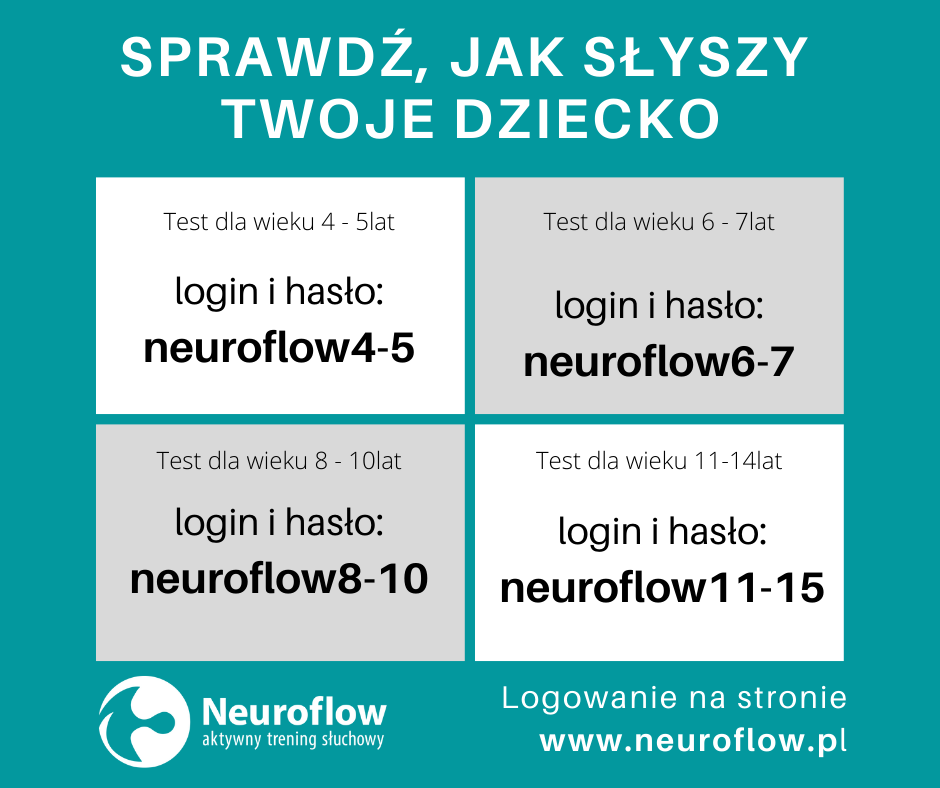 SPRAWDŹ, JAK SŁYSZY
TWOJE DZIECKO
Test dla wieku 4 - 5lat
login i hasło:
neuroflow4-5
Test dla wieku 6 - 7lat
login i hasło:
neuroflow6-7
Test dla wieku 8 - 10lat
login i hasło:
neuroflow8-10
Test dla wieku 11-14lat
login i hasło:
neuroflow11-15
Neuroflow
aktywny trening słuchowy
Logowanie na stronie
www.neuroflow.pl